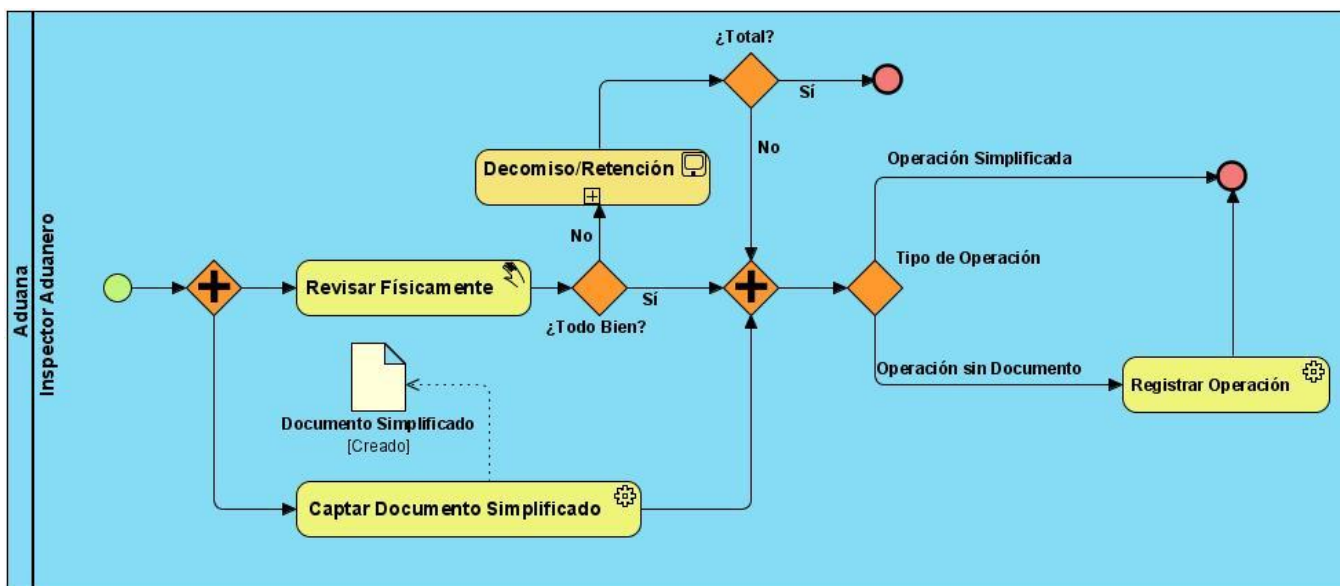 Aduana
Inspector Aduanero
¿Total?
Sí
No
Decomiso/Retención
No
Operación Simplificada
Revisar Físicamente
Sí
¿Todo Bien?
Tipo de Operación
Operación sin Documento
Registrar Operación
Documento Simplificado
[Creado]
Captar Documento Simplificado